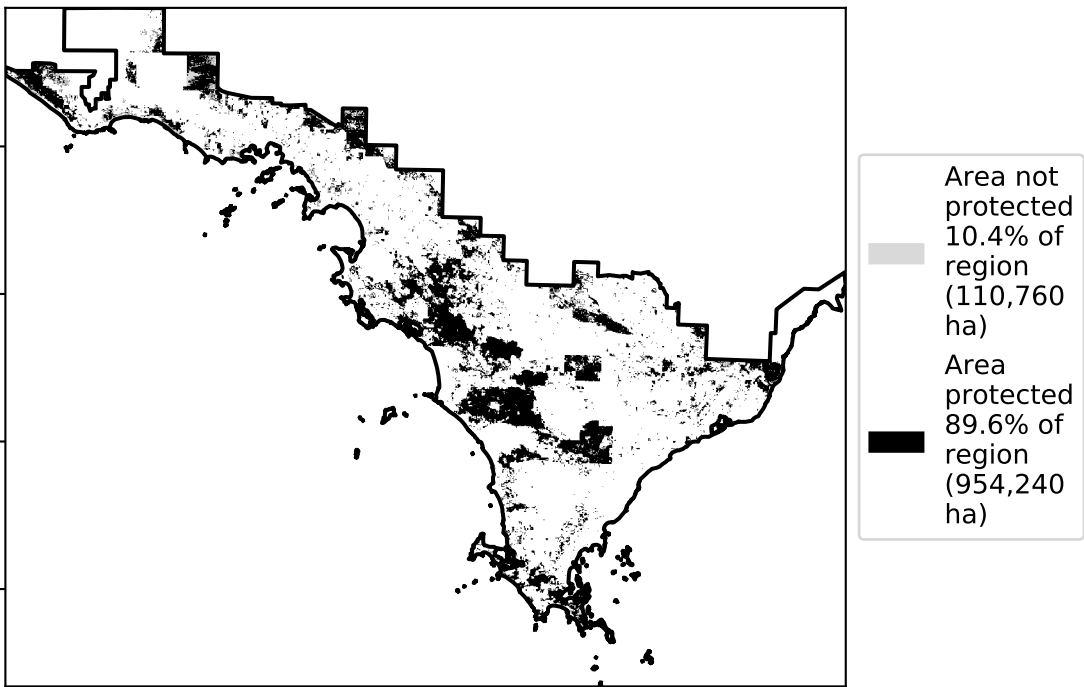 Area not
protected
10.4% of
region
(110,760
ha)
Area
protected
89.6% of
region
(954,240
ha)